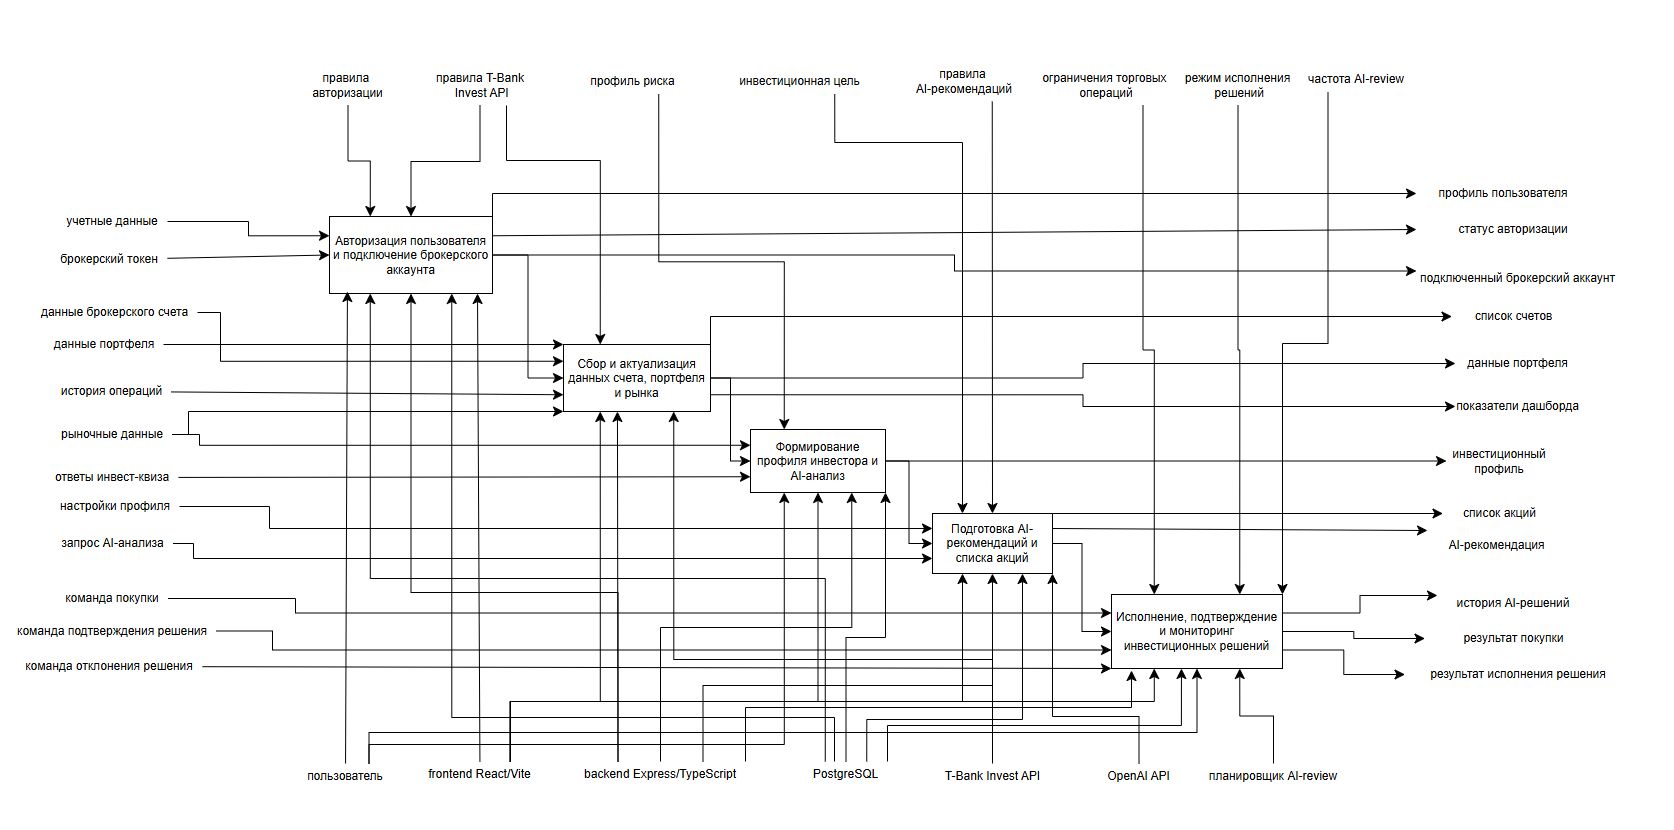 правила
авторизации
правила T-Bank
Invest API
профиль риска
инвестиционная цель
правила
AI-рекомендаций
ограничения торговых
операций
режим исполнения
решений
частота AI-review
учетные данные
брокерский токен
данные брокерского счета
данные портфеля
история операций
рыночные данные
ответы инвест-квиза
настройки профиля
запрос AI-анализа
команда покупки
команда подтверждения решения
команда отклонения решения
Авторизация пользователя
и подключение брокерского
аккаунта
Сбор и актуализация
данных счета, портфеля
и рынка
Формирование
профиля инвестора и
AI-анализ
Подготовка AI-
рекомендаций и
списка акций
Исполнение, подтверждение
и мониторинг
инвестиционных решений
профиль пользователя
статус авторизации
подключенный брокерский аккаунт
список счетов
данные портфеля
показатели дашборда
инвестиционный
профиль
список акций
AI-рекомендация
история AI-решений
результат покупки
результат исполнения решения
пользователь
frontend React/Vite
backend Express/TypeScript
PostgreSQL
T-Bank Invest API
OpenAI API
планировщик AI-review